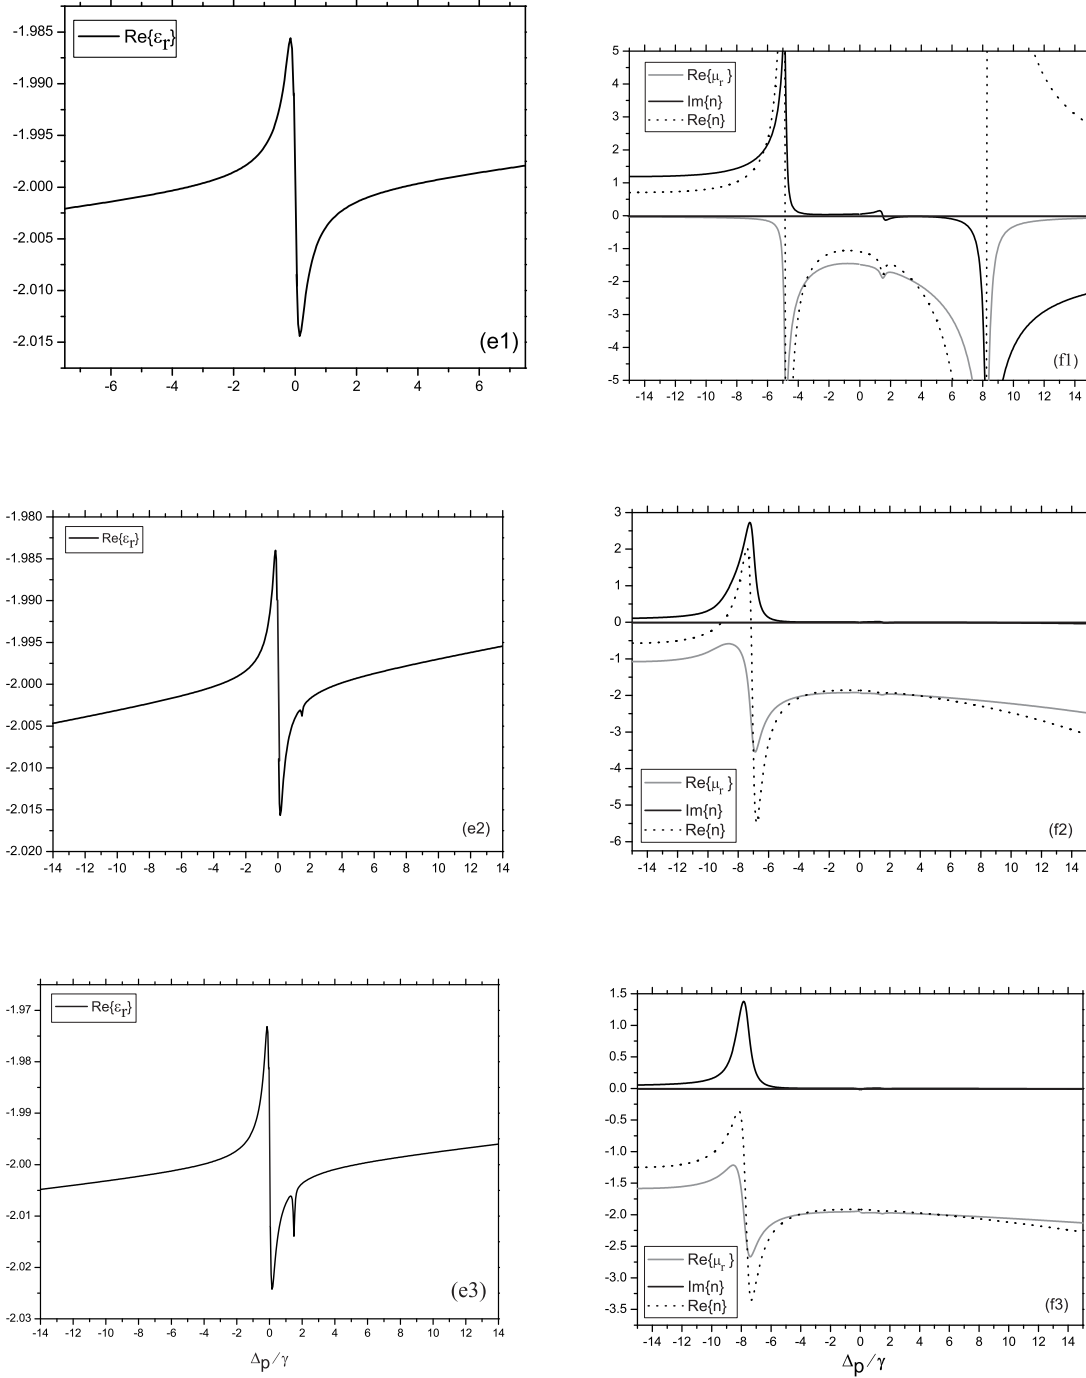 -1.985
-1.990
-1.995
-2.000
-2.005
-2.010
-2.015
Re{εr}
(e1)
-6 -4 -2 0 2 4 6
5
4
3
2
1
0
-1
-2
-3
-4
-5
Re{μr }
Im{n}
Re{n}
(f1)
-14 -12 -10 -8 -6 -4 -2 0 2 4 6 8 10 12 14
-1.980
-1.985
-1.990
-1.995
-2.000
-2.005
-2.010
-2.015
-2.020
Re{εr}
(e2)
-14 -12 -10 -8 -6 -4 -2 0 2 4 6 8 10 12 14
3
2
1
0
-1
-2
-3
-4
-5
-6
Re{μr }
Im{n}
Re{n}
(f2)
-14 -12 -10 -8 -6 -4 -2 0 2 4 6 8 10 12 14
-1.97
-1.98
-1.99
-2.00
-2.01
-2.02
-2.03
Re{εr}
(e3)
-14 -12 -10 -8 -6 -4 -2 0 2 4 6 8 10 12 14
Δp/γ
1.5
1.0
0.5
0.0
-0.5
-1.0
-1.5
-2.0
-2.5
-3.0
-3.5
Re{μr }
Im{n}
Re{n}
(f3)
-14 -12 -10 -8 -6 -4 -2 0 2 4 6 8 10 12 14
Δp/γ